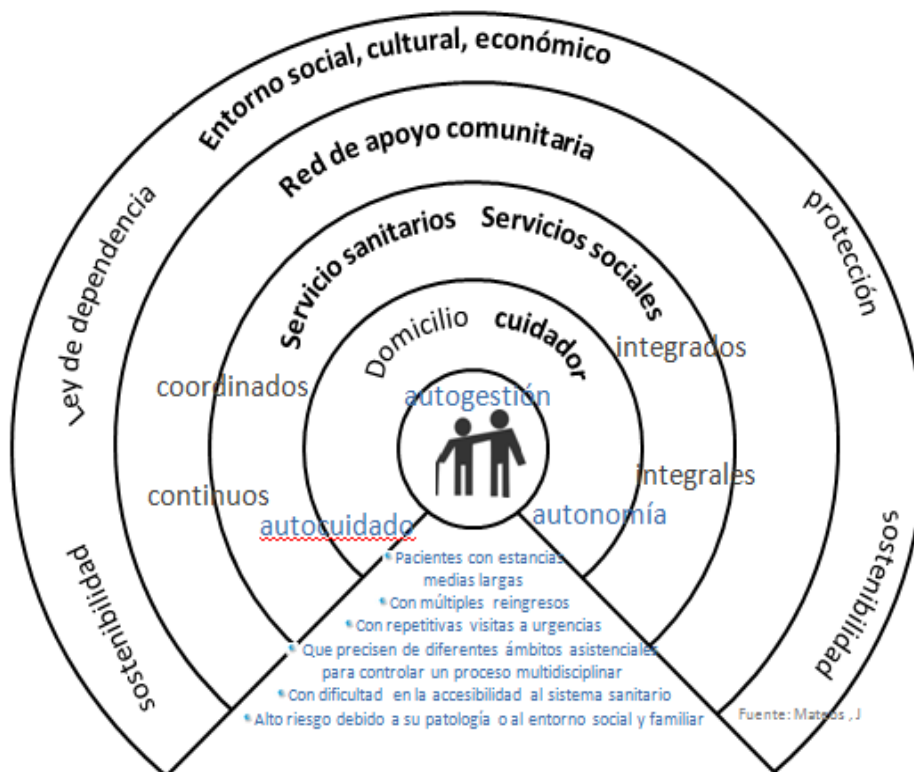 Entorno social, cultural, económico
Red de apoyo comunitaria
Ley de dependencia
protección
Servicio sanitarios Servicios sociales
Domicilio cuidador
integrados
coordinados
autogestión
integrales
continuos
autocuidado
autonomía
sostenibilidad
sostenibilidad
• Pacientes con estancias
medias largas
• Con múltiples reingresos
• Con repetitivas visitas a urgencias
• Que precisen de diferentes ámbitos asistenciales
para controlar un proceso multidisciplinar
• Con dificultad en la accesibilidad al sistema sanitario
• Alto riesgo debido a su patología o al entorno social y familiar
Fuente: Mateos , J